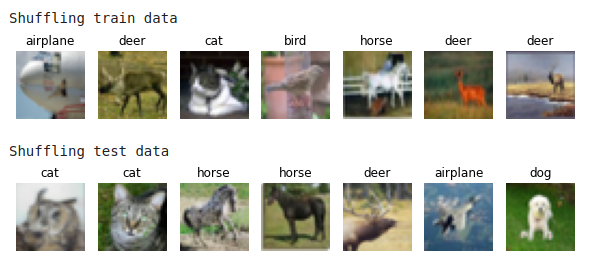 Shuffling train data
airplane deer cat bird horse deer deer
Shuffling test data
cat cat horse horse deer airplane dog